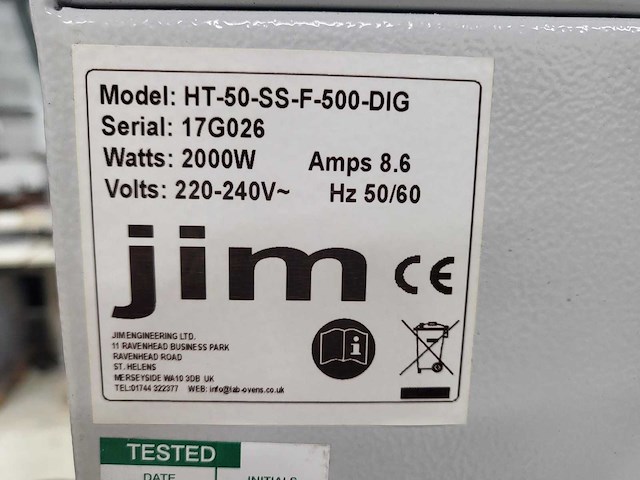 Model: HT-50-SS-F-500-DIG
Serial: 17G026
Watts: 2000W Amps 8.6
Volts: 220-240V~ Hz 50/60
jim CE
JIM ENGINEERING LTD.
11 RAVENHEAD BUSINESS PARK
RAVENHEAD ROAD
ST. HELENS
MERSEYSIDE WA10 3DB UK
TEL:01744 322377 WEB: info@lab-ovens.co.uk
TESTED
DATE INITIALS